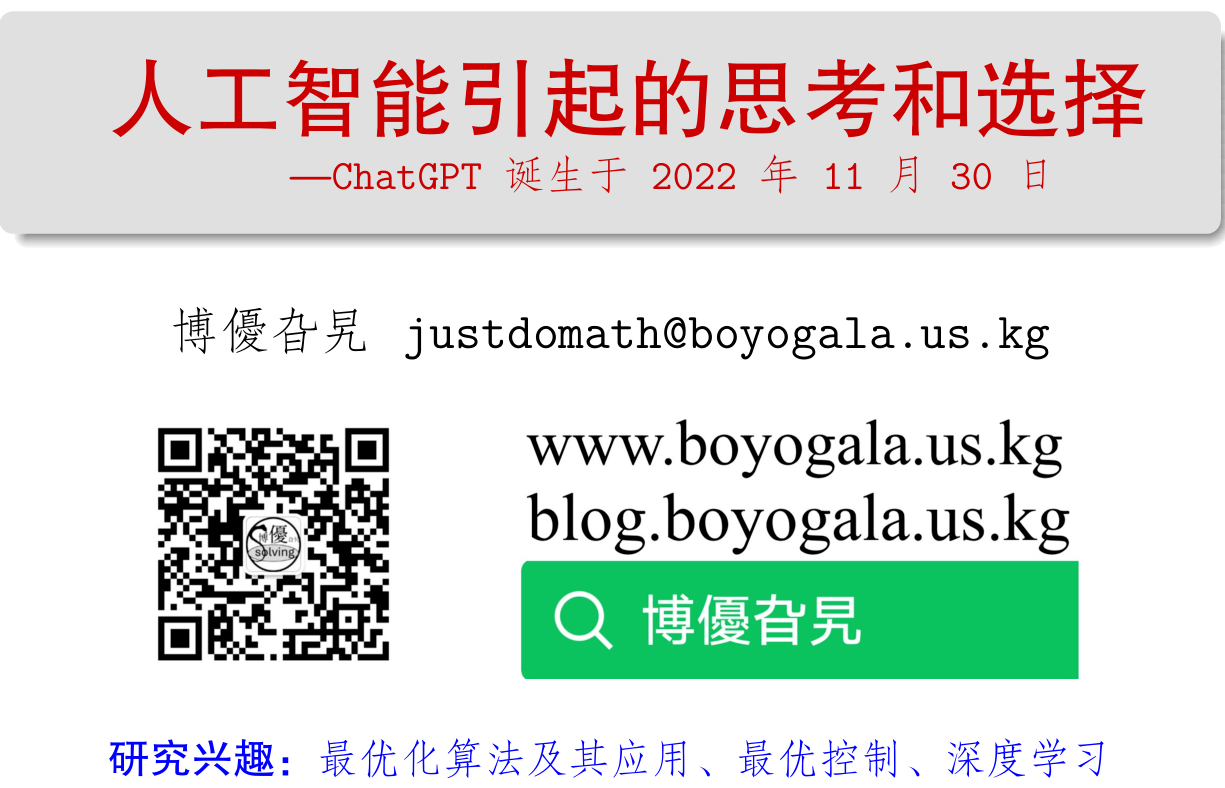 人工智能引起的思考和选择
—ChatGPT 诞生于 2022 年 11 月 30 日
博優旮旯 justdomath@boyogala.us.kg
www.boyogala.us.kg
blog.boyogala.us.kg
博優
solving
博優旮旯
研究兴趣：最优化算法及其应用、最优控制、深度学习